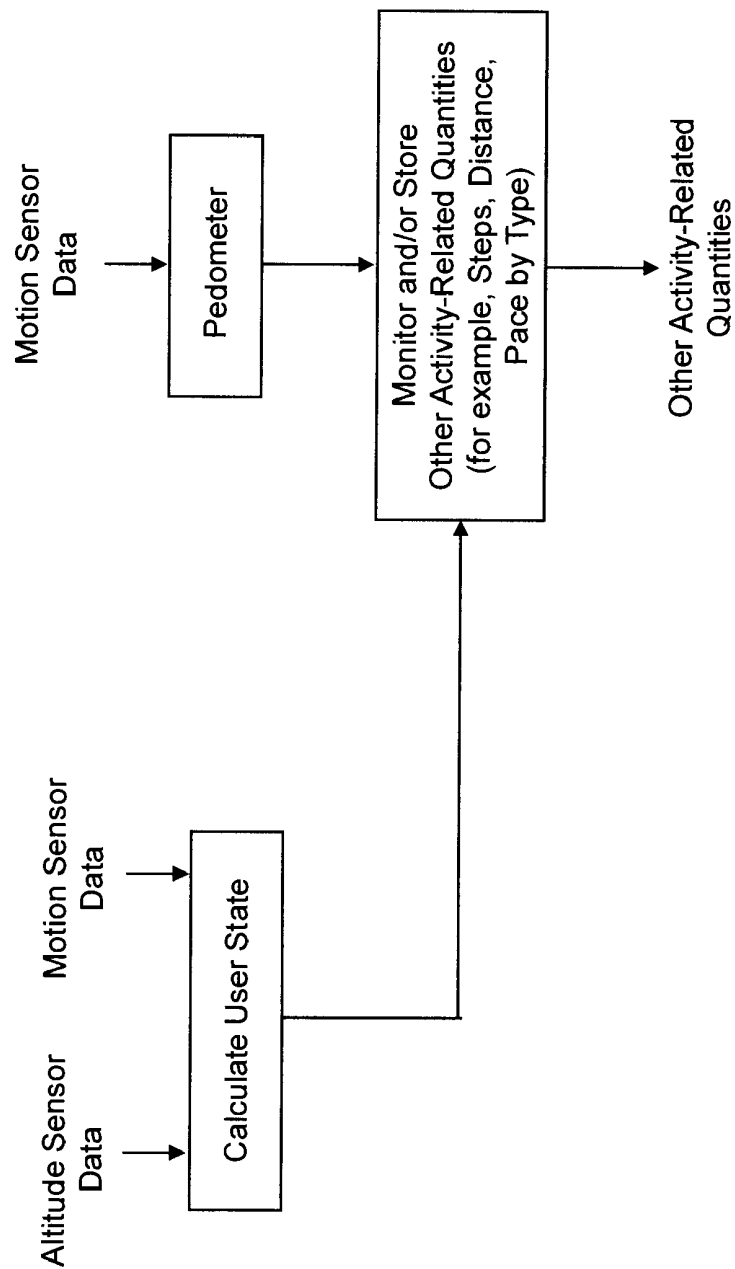 Altitude Sensor
Data
Motion Sensor
Data
Calculate User State
Motion Sensor
Data
Pedometer
Monitor and/or Store
Other Activity-Related Quantities
(for example, Steps, Distance,
Pace by Type)
Other Activity-Related
Quantities